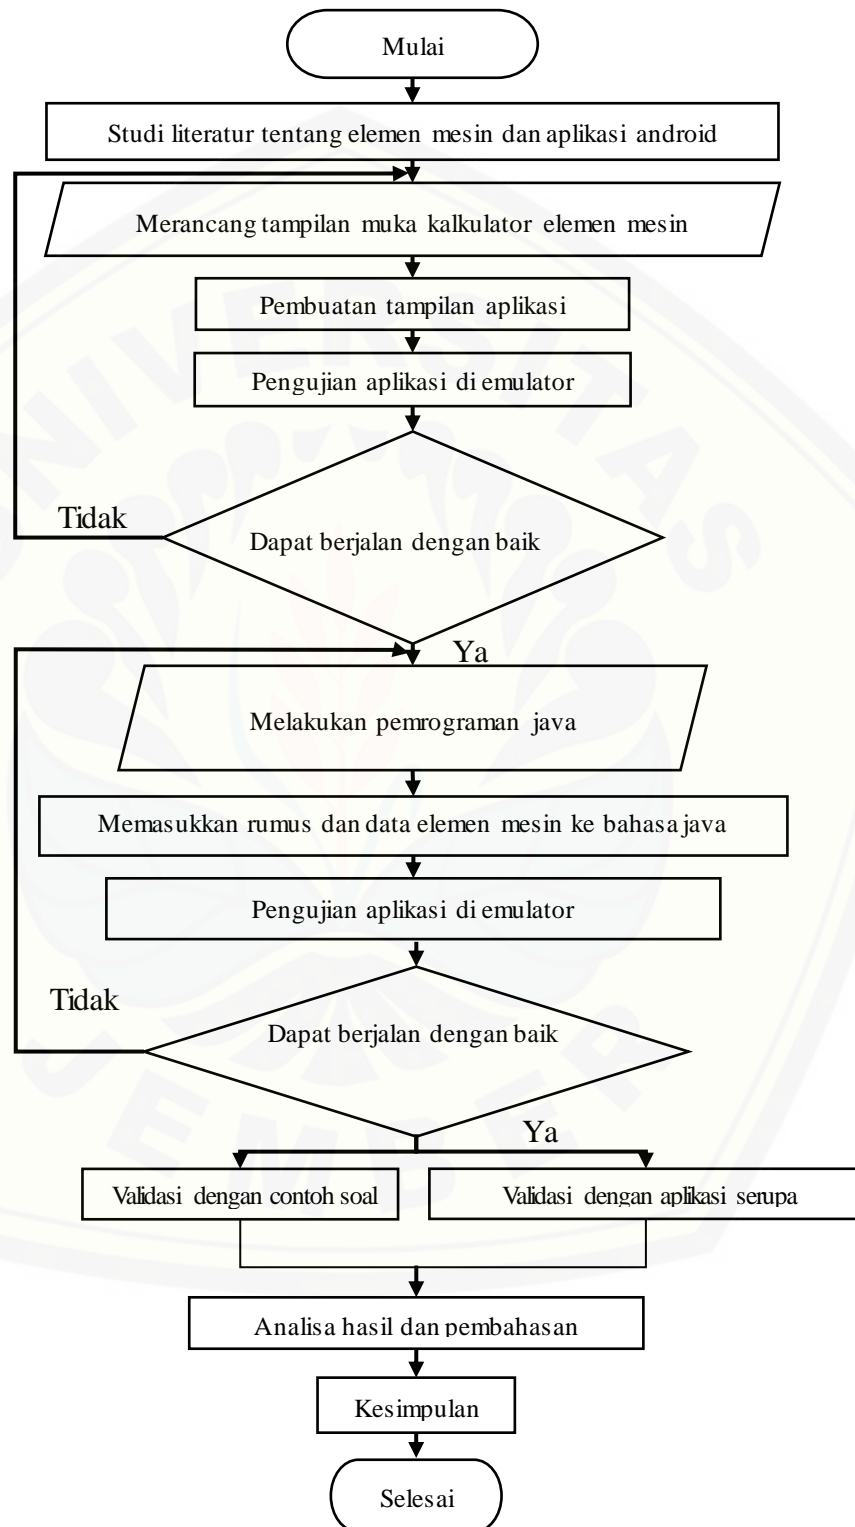 Mulai
Studi literatur tentang elemen mesin dan aplikasi android
Merancang tampilan muka kalkulator elemen mesin
Pembuatan tampilan aplikasi
Pengujian aplikasi di emulator
Tidak
Dapat berjalan dengan baik
Ya
Melakukan pemrograman java
Memasukkan rumus dan data elemen mesin ke bahasa java
Pengujian aplikasi di emulator
Tidak
Dapat berjalan dengan baik
Ya
Validasi dengan contoh soal
Validasi dengan aplikasi serupa
Analisa hasil dan pembahasan
Kesimpulan
Selesai
UNIVERSITAS
JEMBER